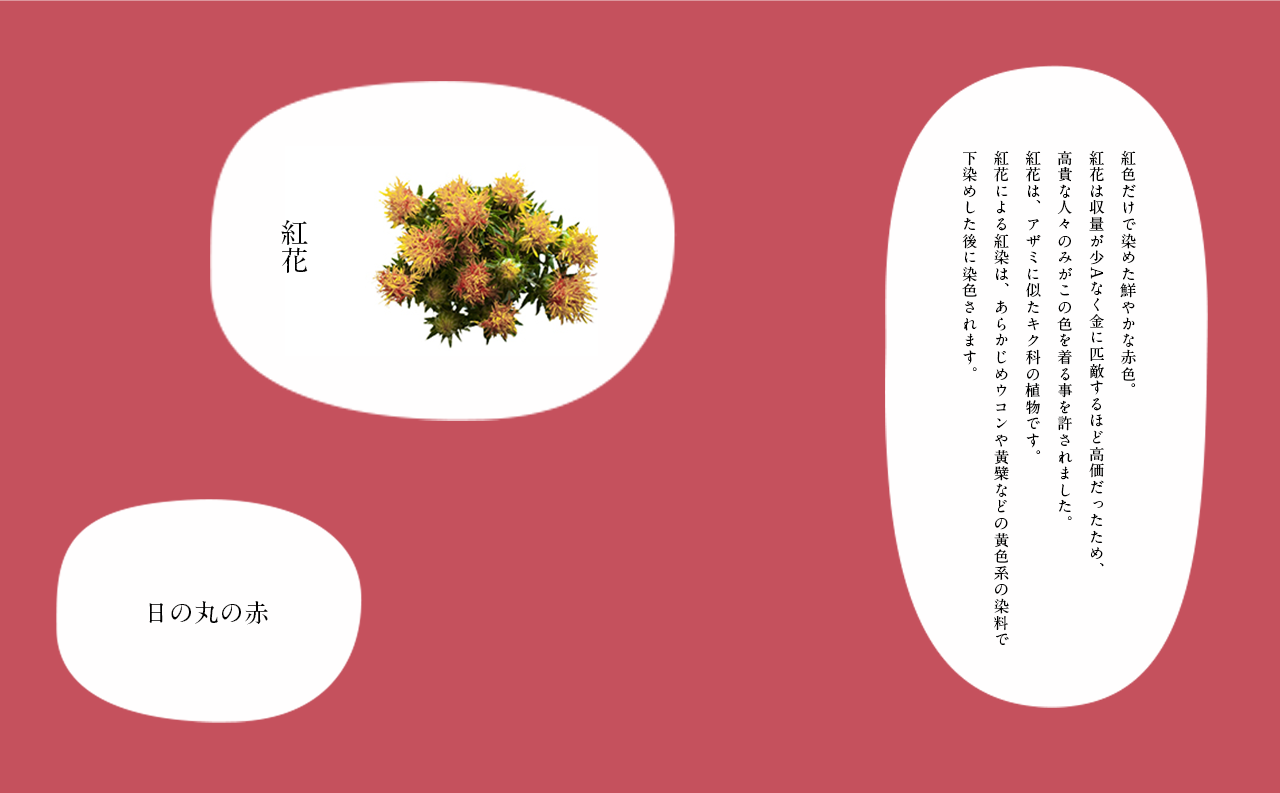 紅色だけで染めた鮮やかな赤色。
紅花は収量が少Aなく金に匹敵するほど高価だったため、
高貴な人々のみがこの色を着る事を許されました。
紅花は、アザミに似たキク科の植物です。
紅花による紅染は、あらかじめウコンや黄檗などの黄色系の染料で
下染めした後に染色されます。
紅花
日の丸の赤